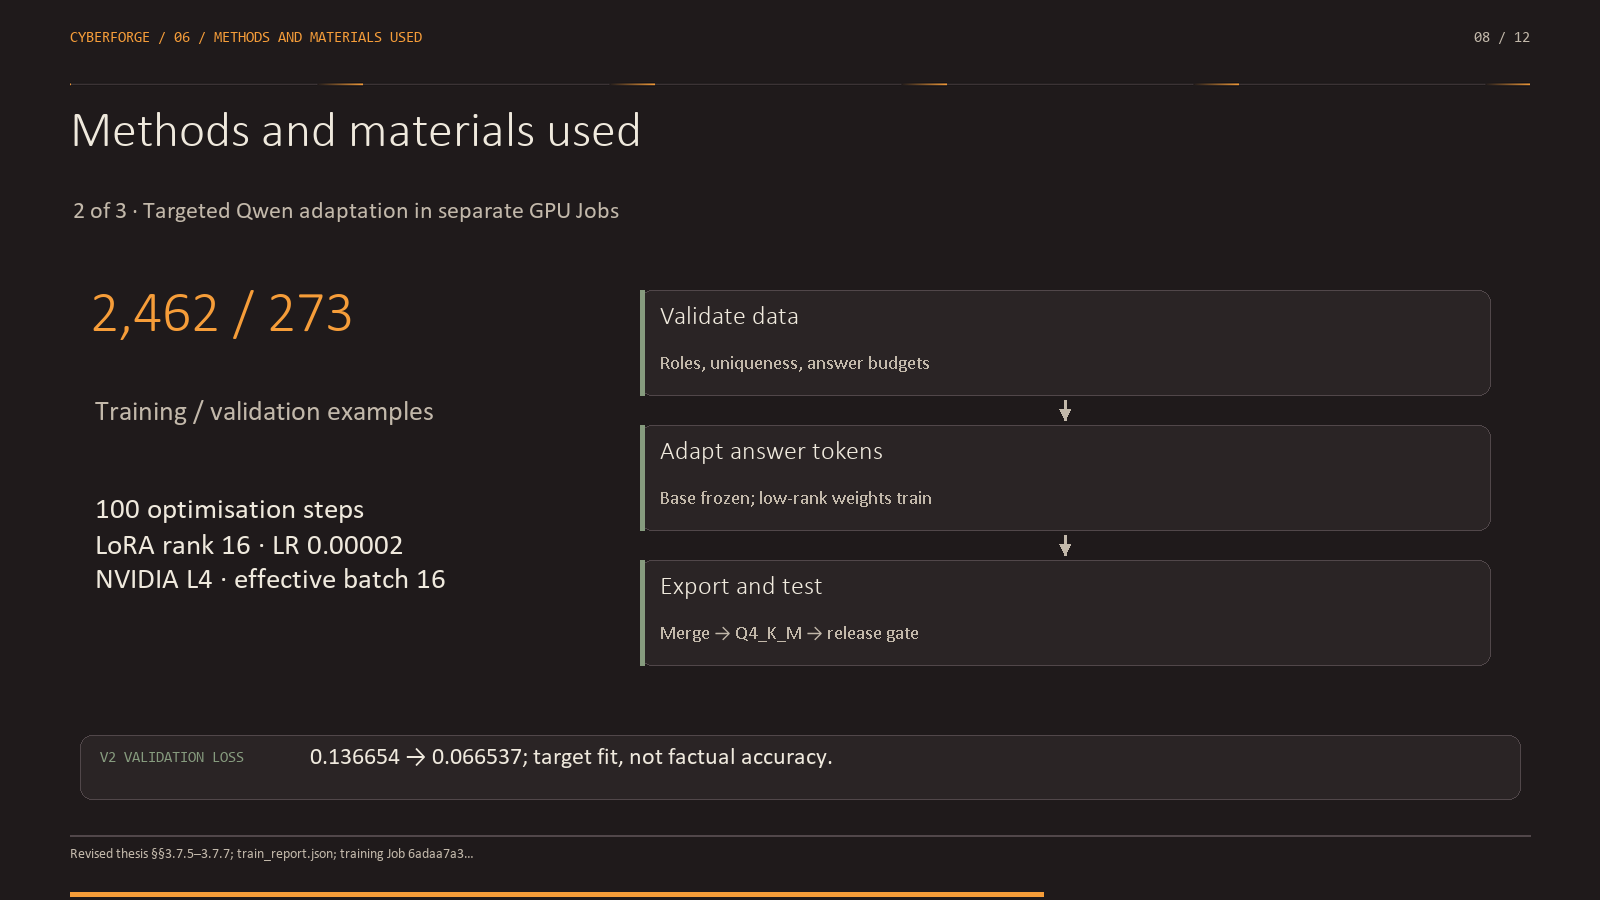 CYBERFORGE / 06 / METHODS AND MATERIALS USED
08 / 12
Methods and materials used
2 of 3 · Targeted Qwen adaptation in separate GPU Jobs
2,462 / 273
Training / validation examples
100 optimisation steps
LoRA rank 16 · LR 0.00002
NVIDIA L4 · effective batch 16
Validate data
Roles, uniqueness, answer budgets
Adapt answer tokens
Base frozen; low-rank weights train
Export and test
Merge → Q4_K_M → release gate
V2 VALIDATION LOSS
0.136654 → 0.066537; target fit, not factual accuracy.
Revised thesis §§3.7.5–3.7.7; train_report.json; training Job 6adaa7a3…